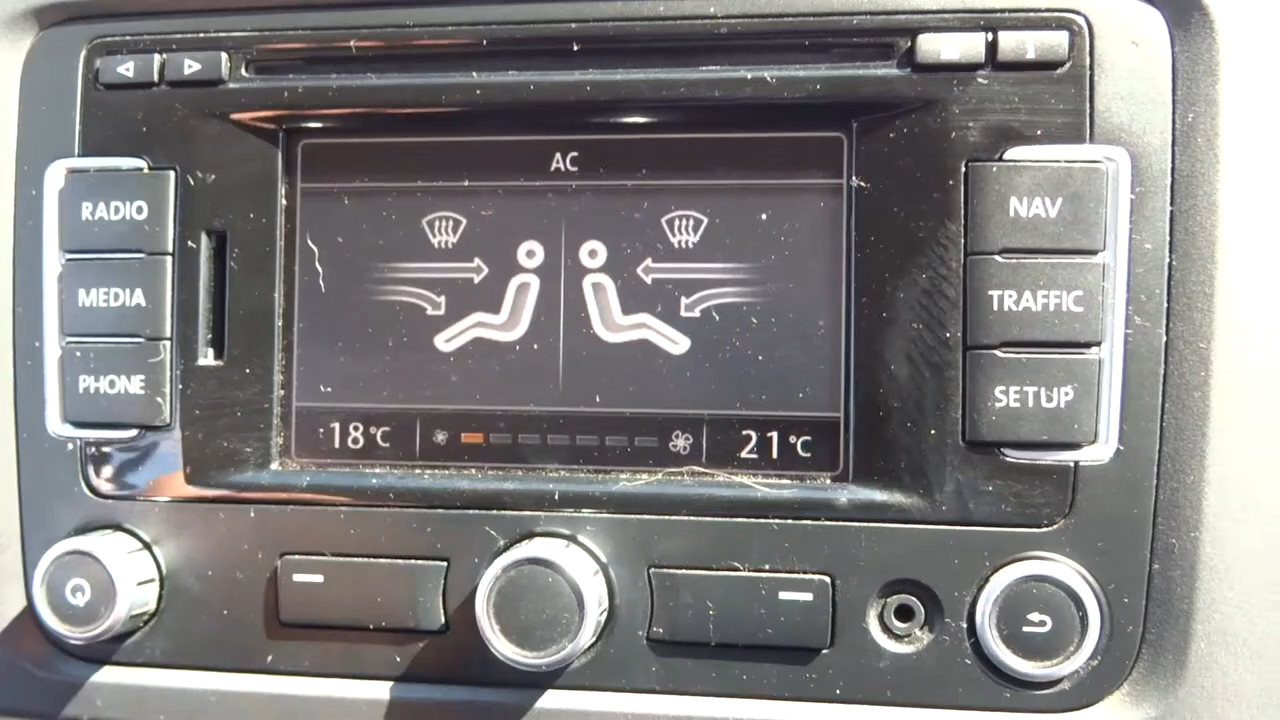 AC
RADIO
NAV
MEDIA
TRAFFIC
PHONE
SETUP
18°C
21°C